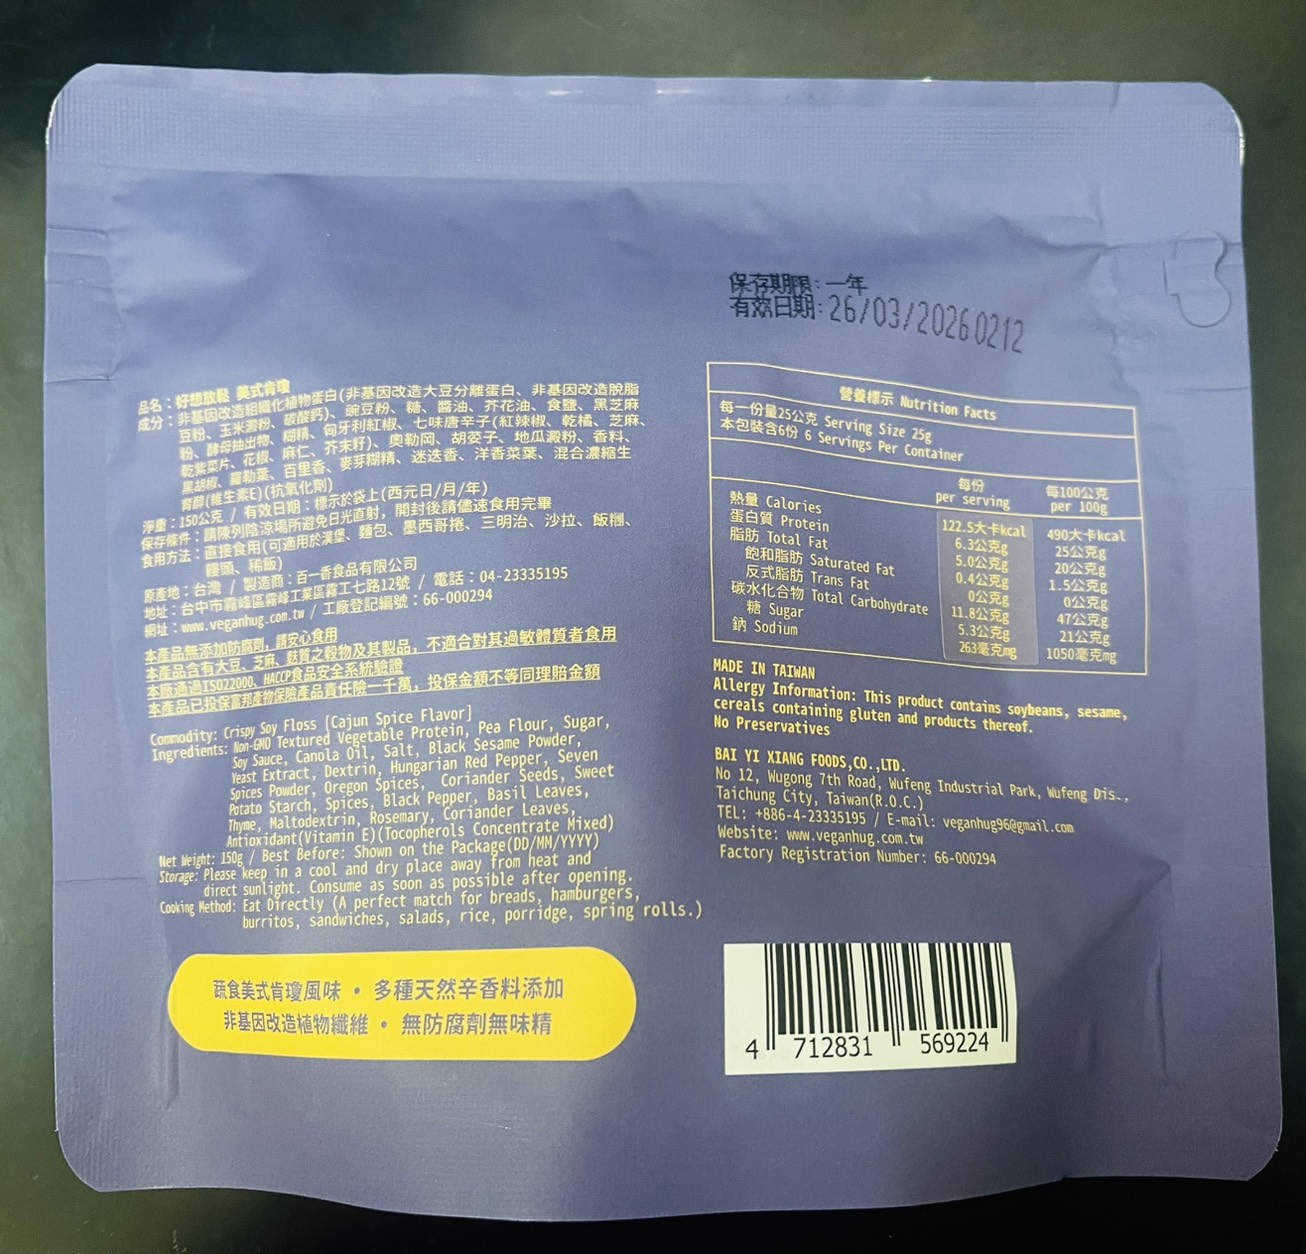 保存期限:一年
有效日期:26/03/2026 0212
品名：好想放鬆 美式肯瓊
成分：非基因改造組織化植物蛋白(非基因改造大豆分離蛋白、非基因改造脫脂
豆粉、玉米澱粉、碳酸鈣)、豌豆粉、糖、醬油、芥花油、食鹽、黑芝麻
粉、酵母抽出物、糊精、匈牙利紅椒、七味唐辛子(紅辣椒、乾橘、芝麻、
乾紫菜片、花椒、麻仁、芥末籽)、奧勒岡、胡荽子、地瓜澱粉、香料、
黑胡椒、羅勒葉、百里香、麥芽糊精、迷迭香、洋香菜葉、混合濃縮生
育醇(維生素E)(抗氧化劑)
淨重：150公克 / 有效日期：標示於袋上(西元日/月/年)
保存條件：請陳列陰涼場所避免日光直射，開封後請儘速食用完畢
食用方法：直接食用(可適用於漢堡、麵包、墨西哥捲、三明治、沙拉、飯糰、
饅頭、稀飯)
原產地：台灣 / 製造商：百一香食品有限公司
地址：台中市霧峰區霧峰工業區霧工七路12號 / 電話：04-23335195
網址：www.veganhug.com.tw / 工廠登記編號：66-000294
本產品無添加防腐劑，請安心食用
本產品含有大豆、芝麻、麩質之穀物及其製品，不適合對其過敏體質者食用
本廠通過ISO22000、HACCP食品安全系統驗證
本產品已投保富邦產物保險產品責任險一千萬，投保金額不等同理賠金額
Commodity: Crispy Soy Floss [Cajun Spice Flavor]
Ingredients: Non-GMO Textured Vegetable Protein, Pea Flour, Sugar,
Soy Sauce, Canola Oil, Salt, Black Sesame Powder,
Yeast Extract, Dextrin, Hungarian Red Pepper, Seven
Spices Powder, Oregon Spices, Coriander Seeds, Sweet
Potato Starch, Spices, Black Pepper, Basil Leaves,
Thyme, Maltodextrin, Rosemary, Coriander Leaves,
Antioxidant(Vitamin E)(Tocopherols Concentrate Mixed)
Net Weight: 150g / Best Before: Shown on the Package(DD/MM/YYYY)
Storage: Please keep in a cool and dry place away from heat and
direct sunlight. Consume as soon as possible after opening.
Cooking Method: Eat Directly (A perfect match for breads, hamburgers,
burritos, sandwiches, salads, rice, porridge, spring rolls.)
蔬食美式肯瓊風味・多種天然辛香料添加
非基因改造植物纖維・無防腐劑無味精
營養標示 Nutrition Facts
每一份量25公克 Serving Size 25g
本包裝含6份 6 Servings Per Container
每份 每100公克
per serving per 100g
熱量 Calories 122.5大卡kcal 490大卡kcal
蛋白質 Protein 6.3公克g 25公克g
脂肪 Total Fat 5.0公克g 20公克g
飽和脂肪 Saturated Fat 0.4公克g 1.5公克g
反式脂肪 Trans Fat 0公克g 0公克g
碳水化合物 Total Carbohydrate 11.8公克g 47公克g
糖 Sugar 5.3公克g 21公克g
鈉 Sodium 263毫克mg 1050毫克mg
MADE IN TAIWAN
Allergy Information: This product contains soybeans, sesame,
cereals containing gluten and products thereof.
No Preservatives
BAI YI XIANG FOODS,CO.,LTD.
No 12, Wugong 7th Road, Wufeng Industrial Park, Wufeng Dis.,
Taichung City, Taiwan(R.O.C.)
TEL: +886-4-23335195 / E-mail: veganhug96@gmail.com
Website: www.veganhug.com.tw
Factory Registration Number: 66-000294
4 712831 569224